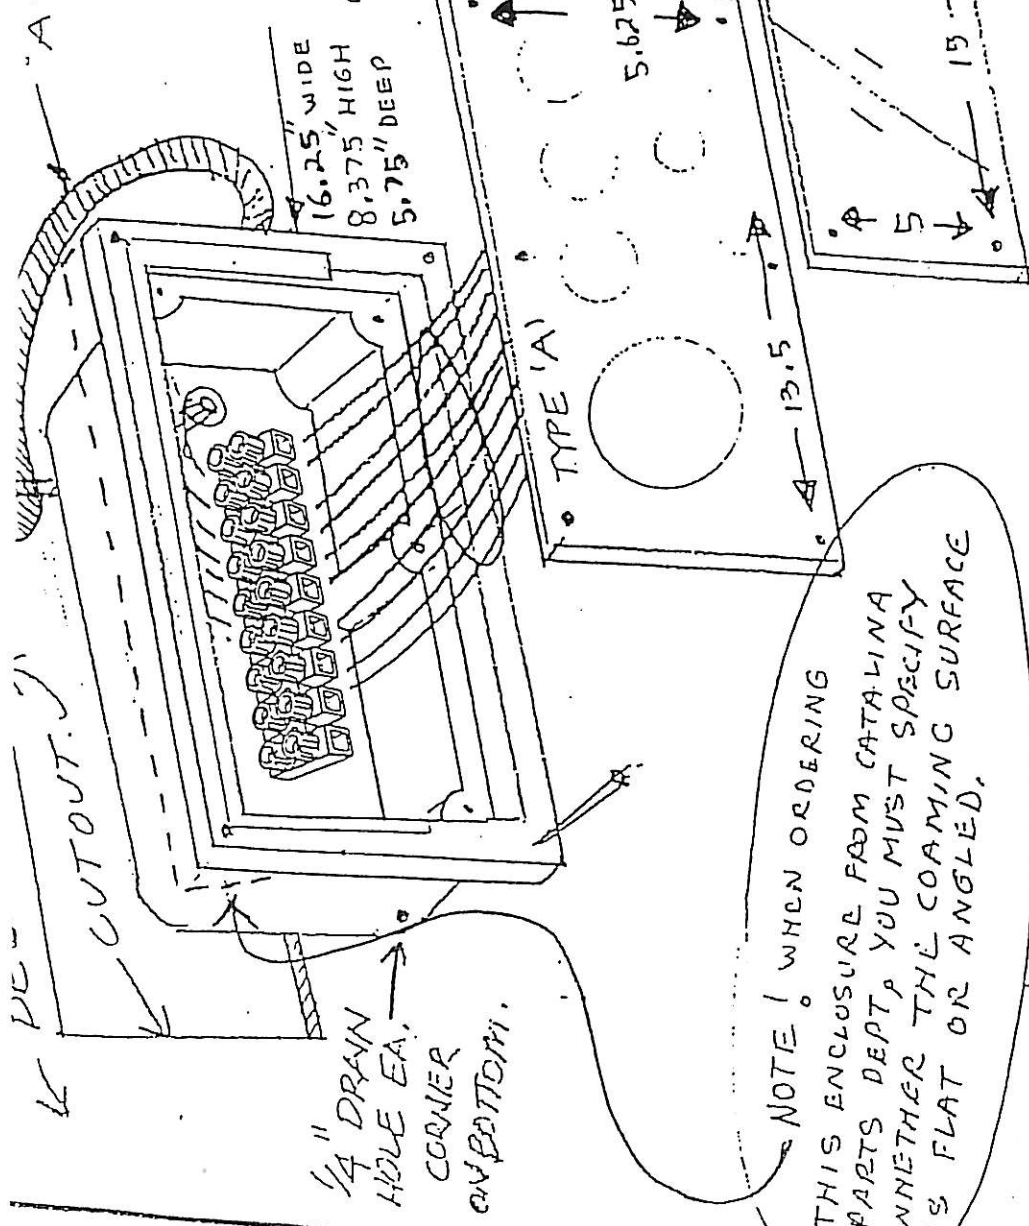 A
CUTOUT.
16.25" WIDE
8.375" HIGH
5.75" DEEP
5.625
TYPE 'A'
13.5
5
15
1/4" DRAIN
HOLE EA.
CORNER
ON BOTTOM.
NOTE! WHEN ORDERING
THIS ENCLOSURE FROM CATALINA
PARTS DEPT, YOU MUST SPECIFY
WHETHER THE COAMING SURFACE
S FLAT OR ANGLED.